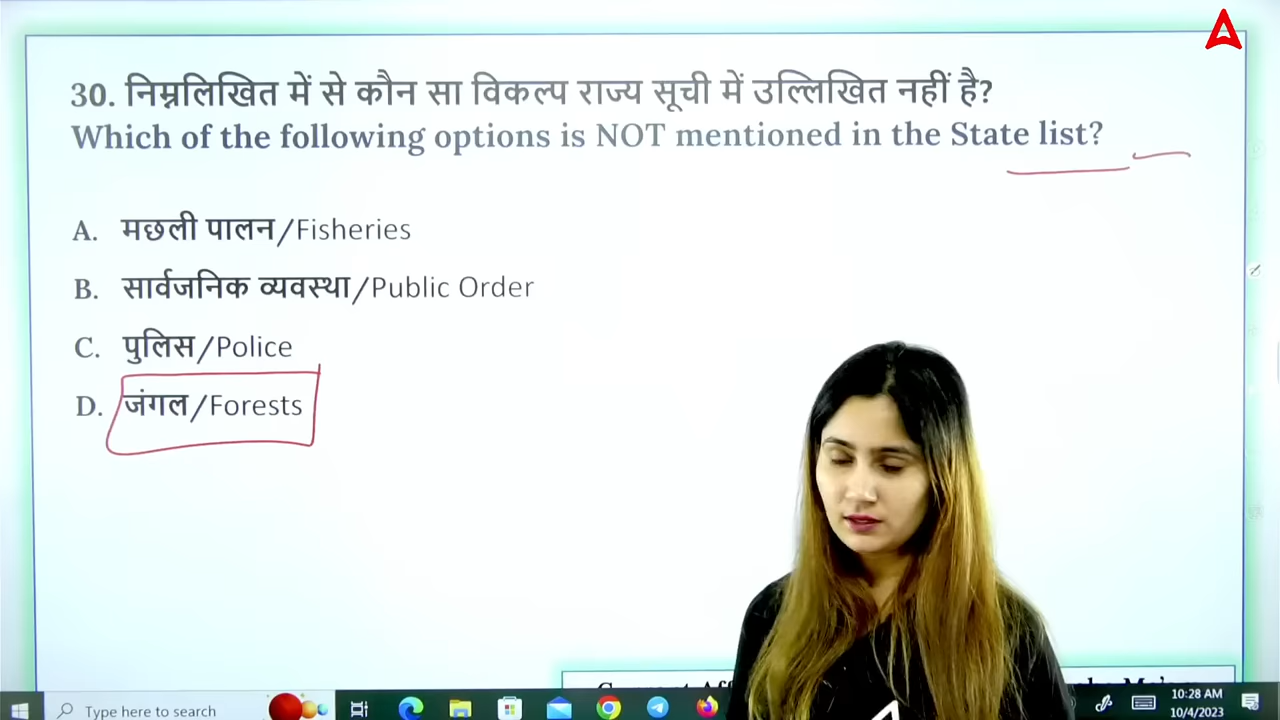 30. निम्नलिखित में से कौन सा विकल्प राज्य सूची में उल्लिखित नहीं है?
Which of the following options is NOT mentioned in the State list?
A. मछली पालन/Fisheries
B. सार्वजनिक व्यवस्था/Public Order
C. पुलिस/Police
D. जंगल/Forests
Type here to search
10:28 AM
10/4/2023